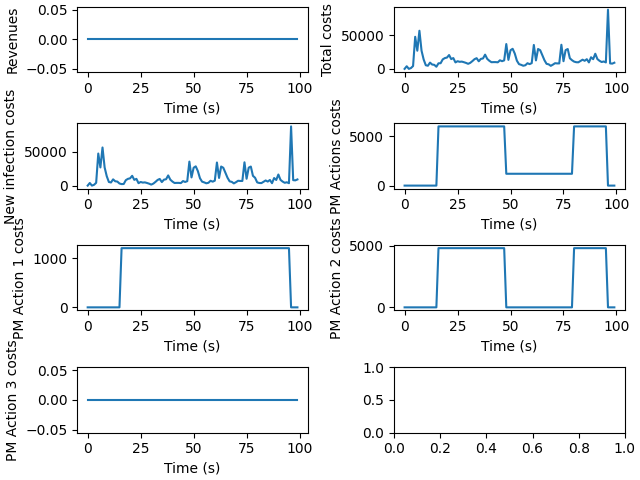 Revenues
0.05
0.00
−0.05
0 25 50 75 100
Time (s)
Total costs
50000
0
0 25 50 75 100
Time (s)
New infection costs
50000
0
0 25 50 75 100
Time (s)
PM Actions costs
5000
0
0 25 50 75 100
Time (s)
PM Action 1 costs
1000
0
0 25 50 75 100
Time (s)
PM Action 2 costs
5000
0
0 25 50 75 100
Time (s)
PM Action 3 costs
0.05
0.00
−0.05
0 25 50 75 100
Time (s)
1.0
0.5
0.0
0.0 0.2 0.4 0.6 0.8 1.0